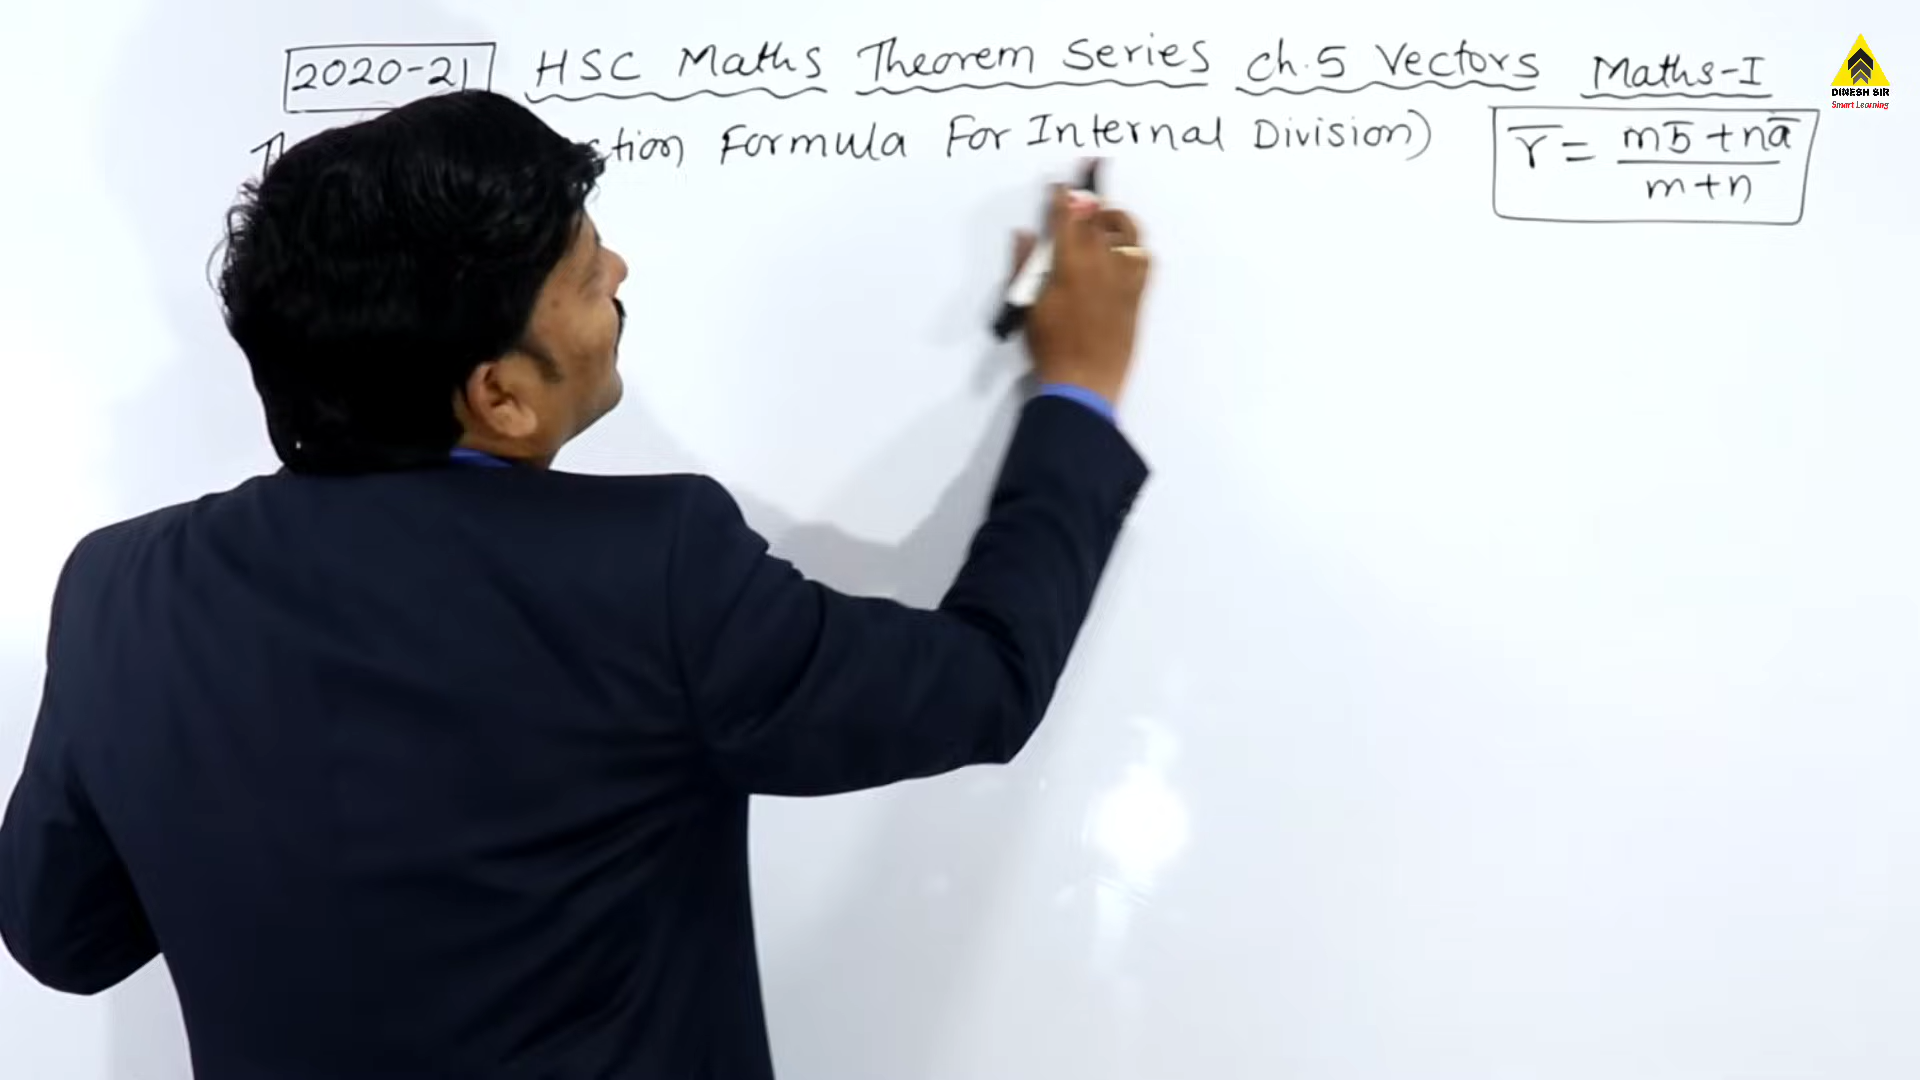 2020-21 HSC Maths Theorem Series Ch.5 Vectors Maths-I
Formula For Internal Division)
r̅ = mb̅ + na̅
m+n
DINESH SIR
Smart Learning